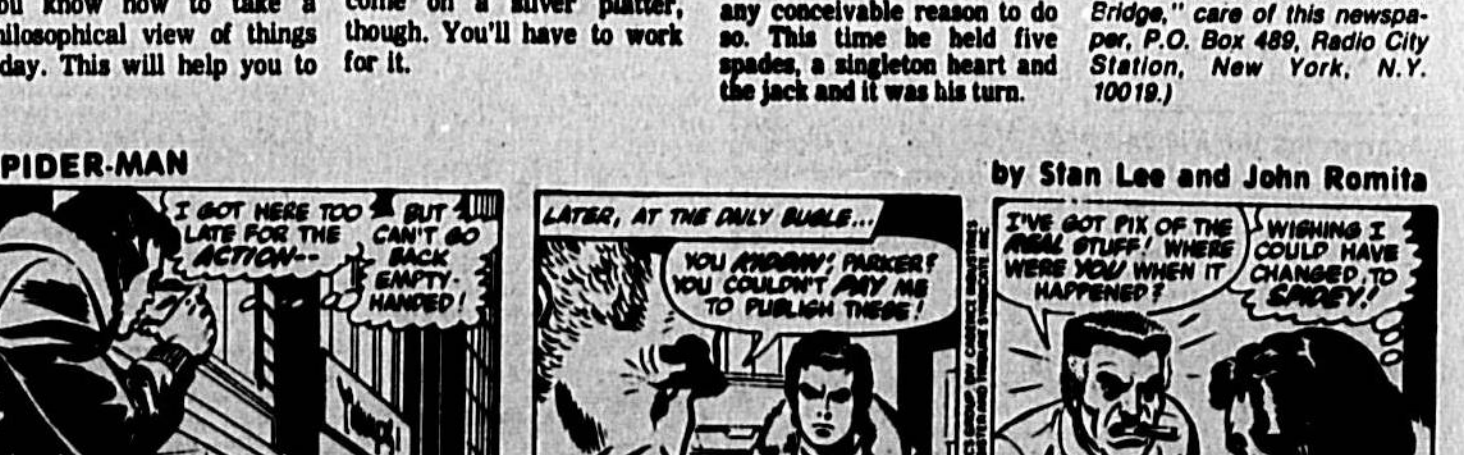 you know how to take a
philosophical view of things
day. This will help you to
come on a silver platter,
though. You'll have to work
for it.
any conceivable reason to do
so. This time he held five
spades, a singleton heart and
the jack and it was his turn.
Bridge," care of this newspa-
per, P.O. Box 489, Radio City
Station, New York, N.Y.
10019.)
PIDER-MAN
by Stan Lee and John Romita
I GOT HERE TOO
LATE FOR THE
ACTION--
BUT I
CAN'T GO
BACK
EMPTY-
HANDED!
LATER, AT THE DAILY BUGLE...
YOU KIDDIN', PARKER?
YOU COULDN'T PAY ME
TO PUBLISH THESE!
I'VE GOT PIX OF THE
REAL STUFF! WHERE
WERE YOU WHEN IT
HAPPENED?
WISHING I
COULD HAVE
CHANGED TO
SPIDEY!